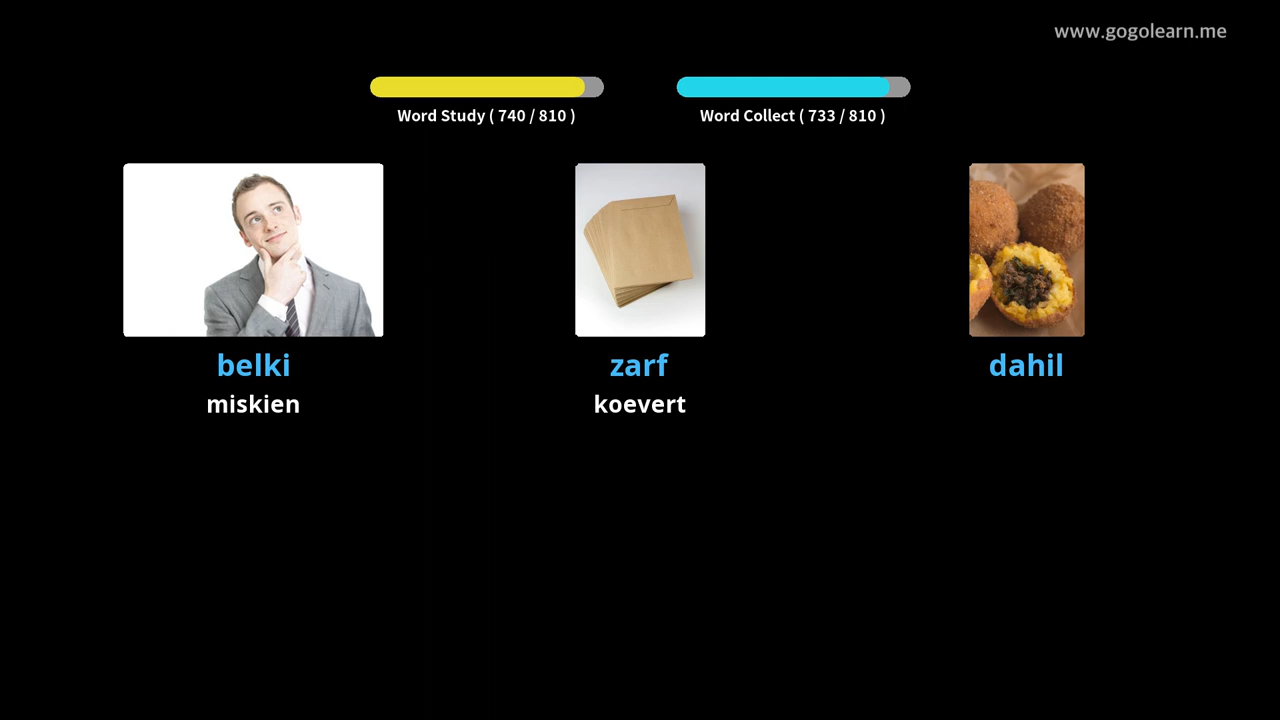 www.gogolearn.me
Word Study ( 740 / 810 )
Word Collect ( 733 / 810 )
belki
zarf
dahil
miskien
koevert